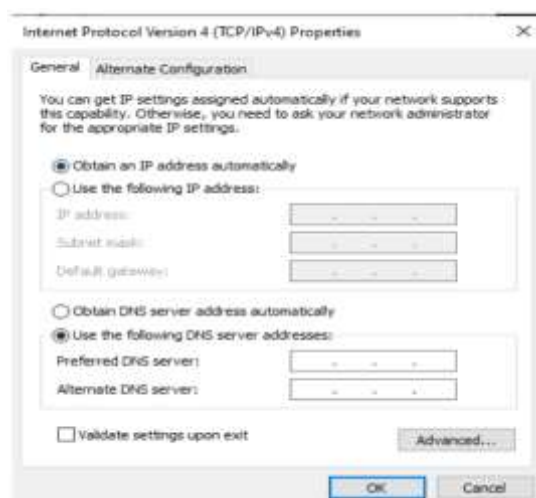 Internet Protocol Version 4 (TCP/IPv4) Properties
General
Alternate Configuration
You can get IP settings assigned automatically if your network supports
this capability. Otherwise, you need to ask your network administrator
for the appropriate IP settings.
Obtain an IP address automatically
Use the following IP address:
IP address:
Subnet mask:
Default gateway:
Obtain DNS server address automatically
Use the following DNS server addresses:
Preferred DNS server:
Alternate DNS server:
Validate settings upon exit
Advanced...
OK
Cancel